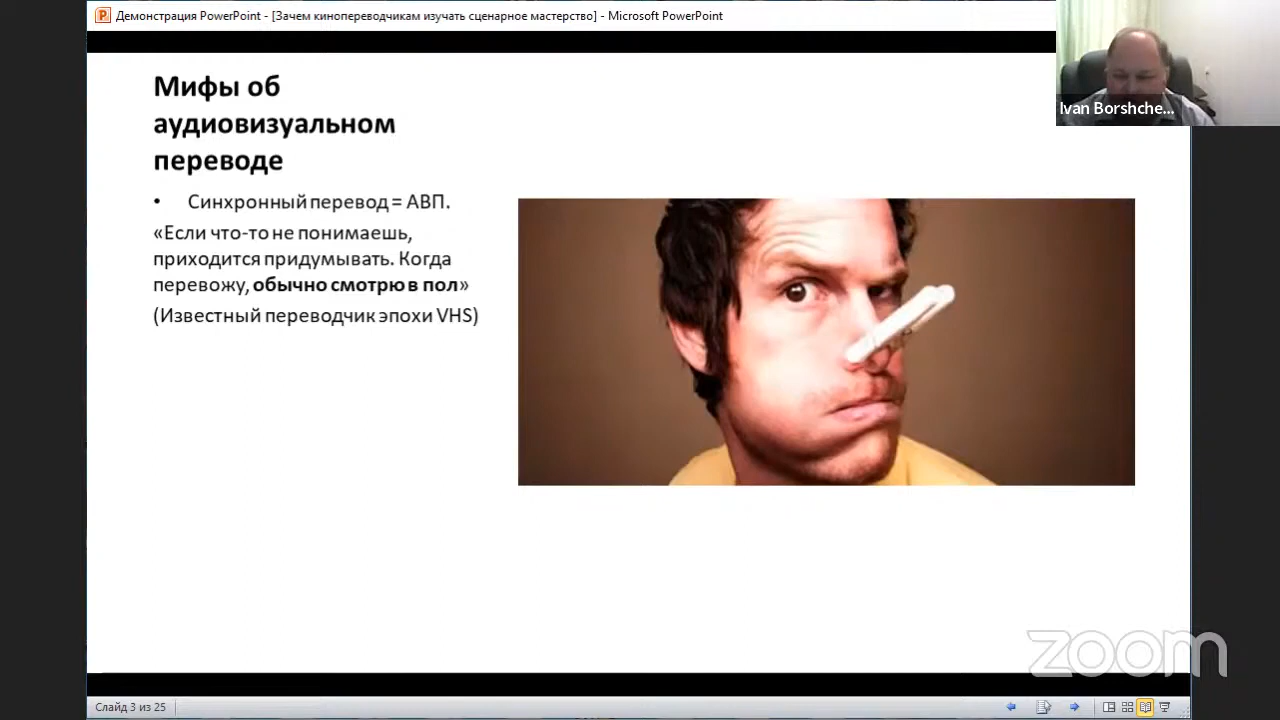 Демонстрация PowerPoint - [Зачем кинопереводчикам изучать сценарное мастерство] - Microsoft PowerPoint
Ivan Borshche...
Мифы об
аудиовизуальном
переводе
• Синхронный перевод = АВП.
«Если что-то не понимаешь,
приходится придумывать. Когда
перевожу, обычно смотрю в пол»
(Известный переводчик эпохи VHS)
zoom
Слайд 3 из 25